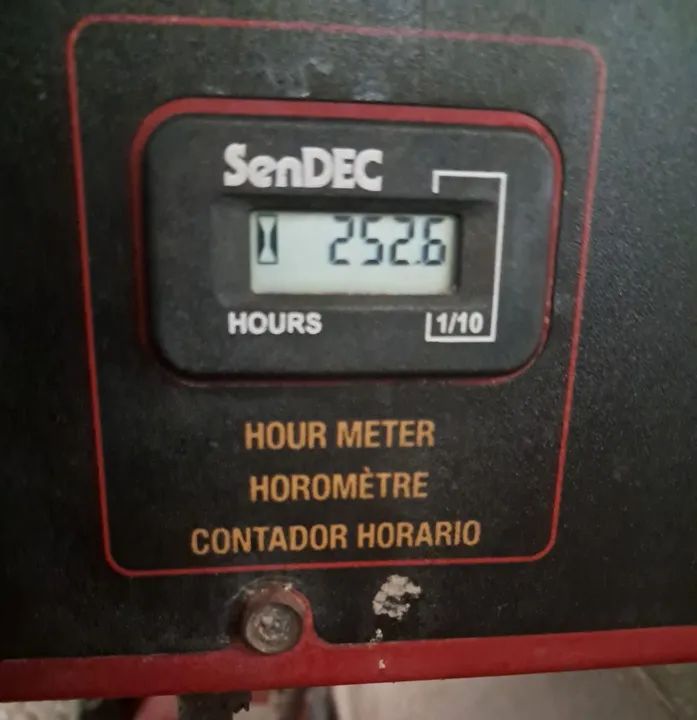 SenDEC
252.6
HOURS
1/10
HOUR METER
HOROMÈTRE
CONTADOR HORARIO